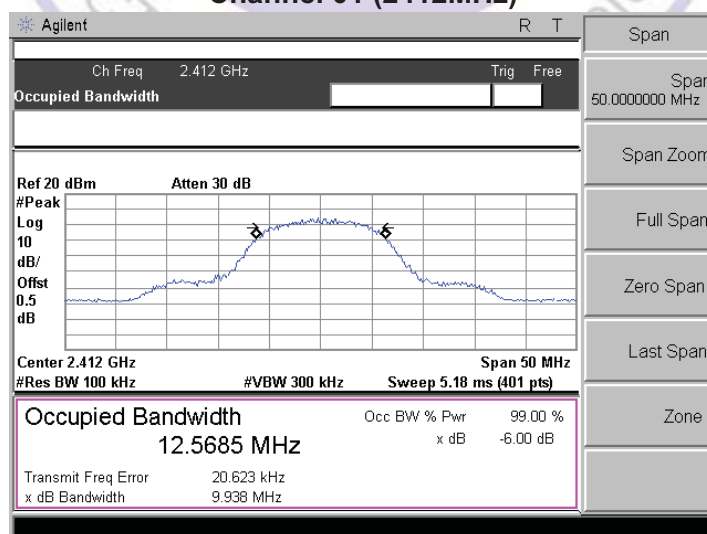 Channel 01 (2412MHz)
Agilent R T
Span
Ch Freq 2.412 GHz Trig Free
Occupied Bandwidth
Span
50.0000000 MHz
Span Zoom
Full Span
Zero Span
Last Span
Zone
Ref 20 dBm Atten 30 dB
#Peak
Log
10
dB/
Offst
0.5
dB
Center 2.412 GHz Span 50 MHz
#Res BW 100 kHz #VBW 300 kHz Sweep 5.18 ms (401 pts)
Occupied Bandwidth Occ BW % Pwr 99.00 %
12.5685 MHz x dB -6.00 dB
Transmit Freq Error 20.623 kHz
x dB Bandwidth 9.938 MHz